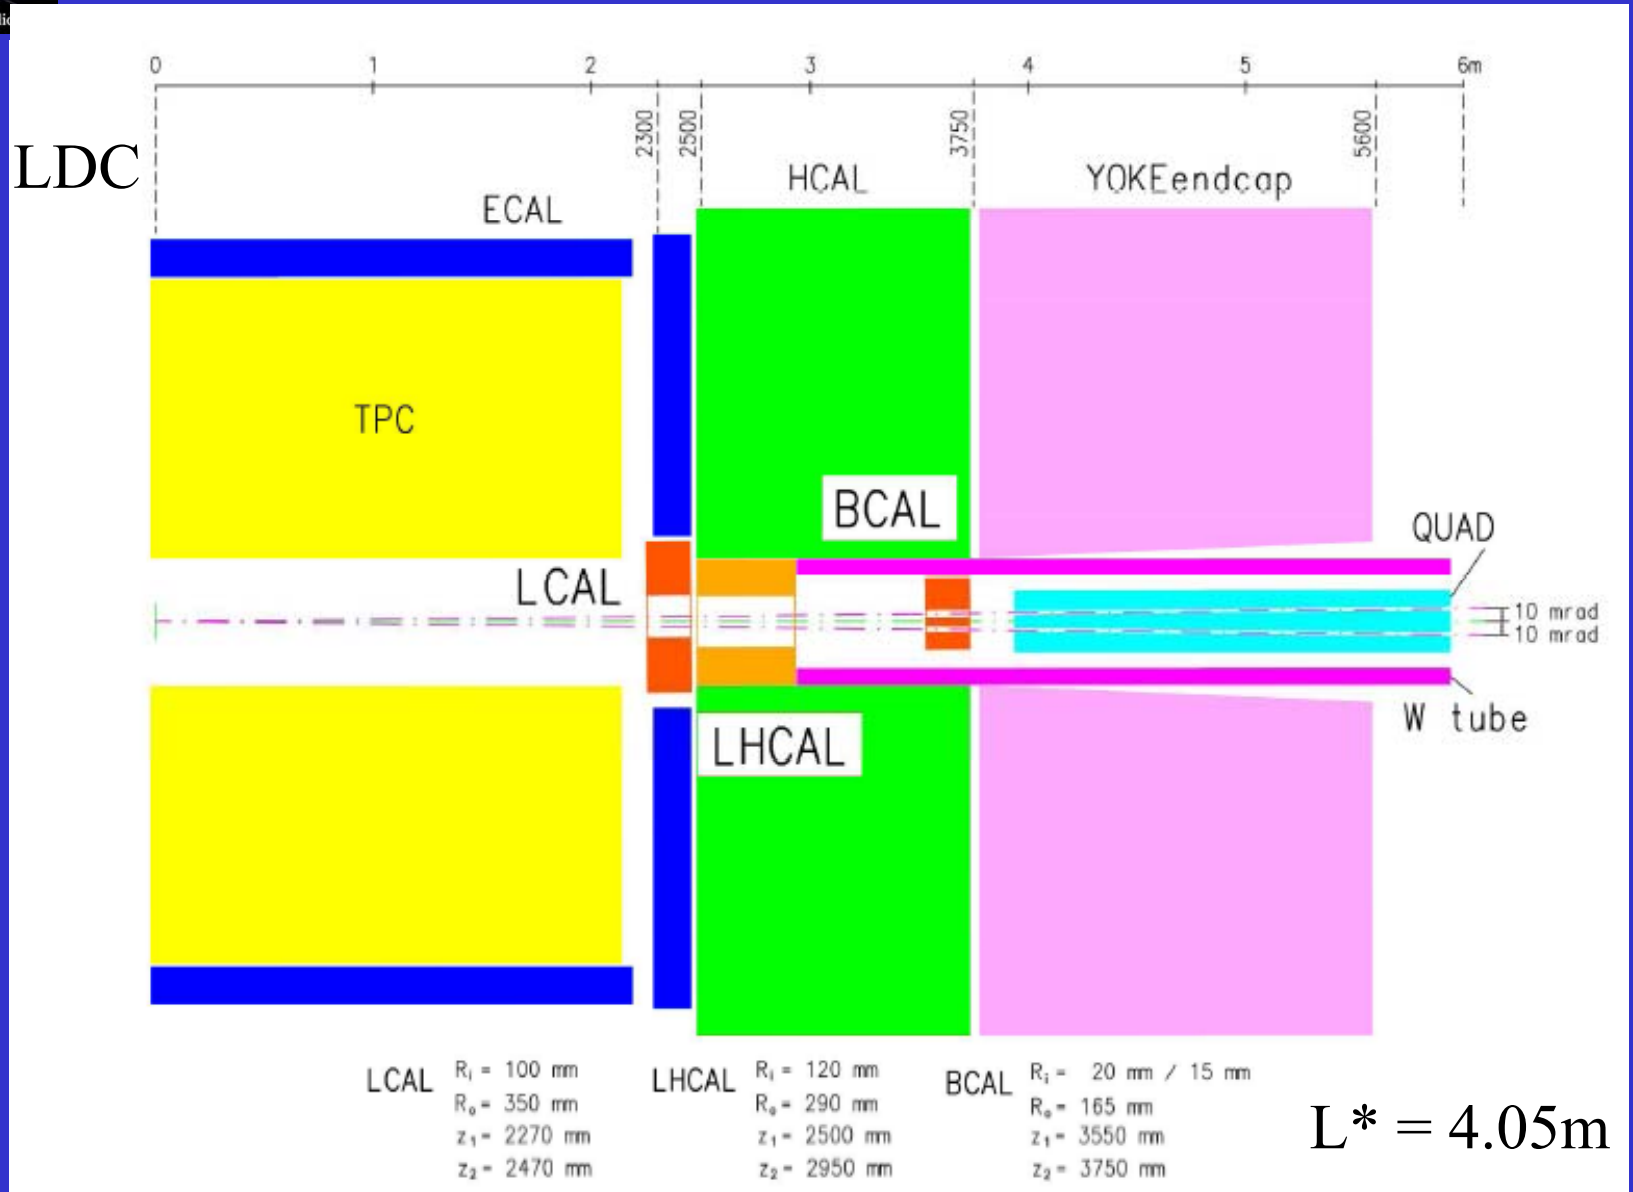 0 1 2 3 4 5 6m
2300 2500 3750 5600
LDC
HCAL
YOKEendcap
ECAL
TPC
BCAL
QUAD
LCAL
10 mrad
10 mrad
W tube
LHCAL
LCAL
Ri = 100 mm
Ro = 350 mm
z1 = 2270 mm
z2 = 2470 mm
LHCAL
Ri = 120 mm
Ro = 290 mm
z1 = 2500 mm
z2 = 2950 mm
BCAL
Ri = 20 mm / 15 mm
Ro = 165 mm
z1 = 3550 mm
z2 = 3750 mm
L* = 4.05m